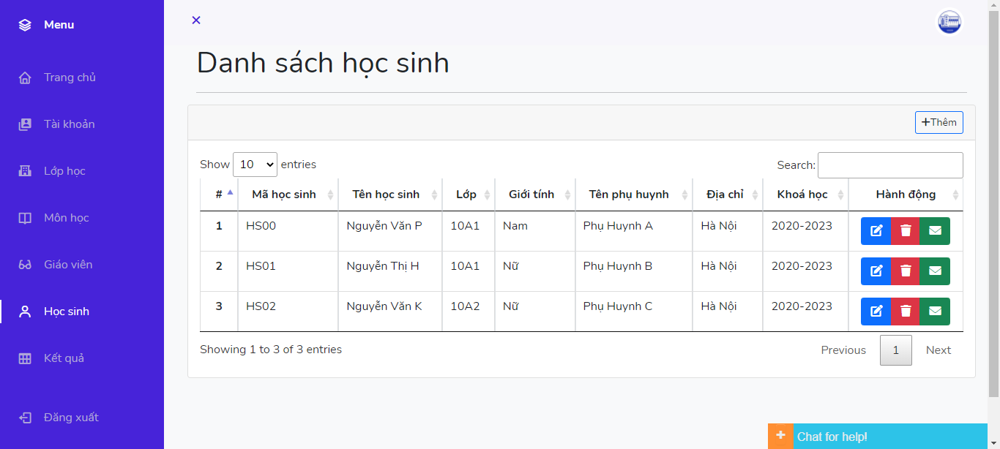 Menu
Trang chủ
Tài khoản
Lớp học
Môn học
Giáo viên
Học sinh
Kết quả
Đăng xuất
Danh sách học sinh
Thêm
Show 10 entries
Search:
# Mã học sinh Tên học sinh Lớp Giới tính Tên phụ huynh Địa chỉ Khoá học Hành động
1 HS00 Nguyễn Văn P 10A1 Nam Phụ Huynh A Hà Nội 2020-2023
2 HS01 Nguyễn Thị H 10A1 Nữ Phụ Huynh B Hà Nội 2020-2023
3 HS02 Nguyễn Văn K 10A2 Nữ Phụ Huynh C Hà Nội 2020-2023
Showing 1 to 3 of 3 entries
Previous 1 Next
Chat for help!